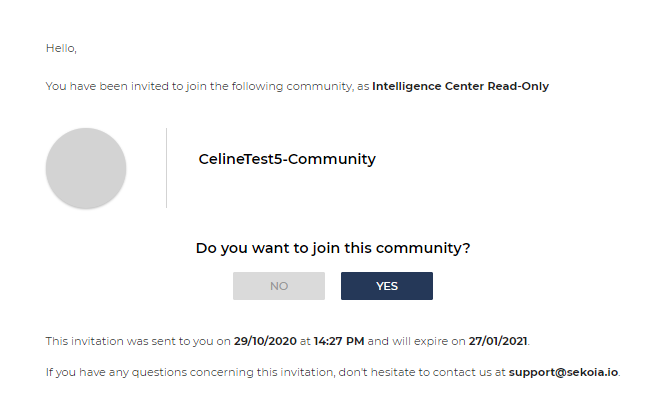 Hello,
You have been invited to join the following community, as Intelligence Center Read-Only
CelineTest5-Community
Do you want to join this community?
NO YES
This invitation was sent to you on 29/10/2020 at 14:27 PM and will expire on 27/01/2021.
If you have any questions concerning this invitation, don't hesitate to contact us at support@sekoia.io.